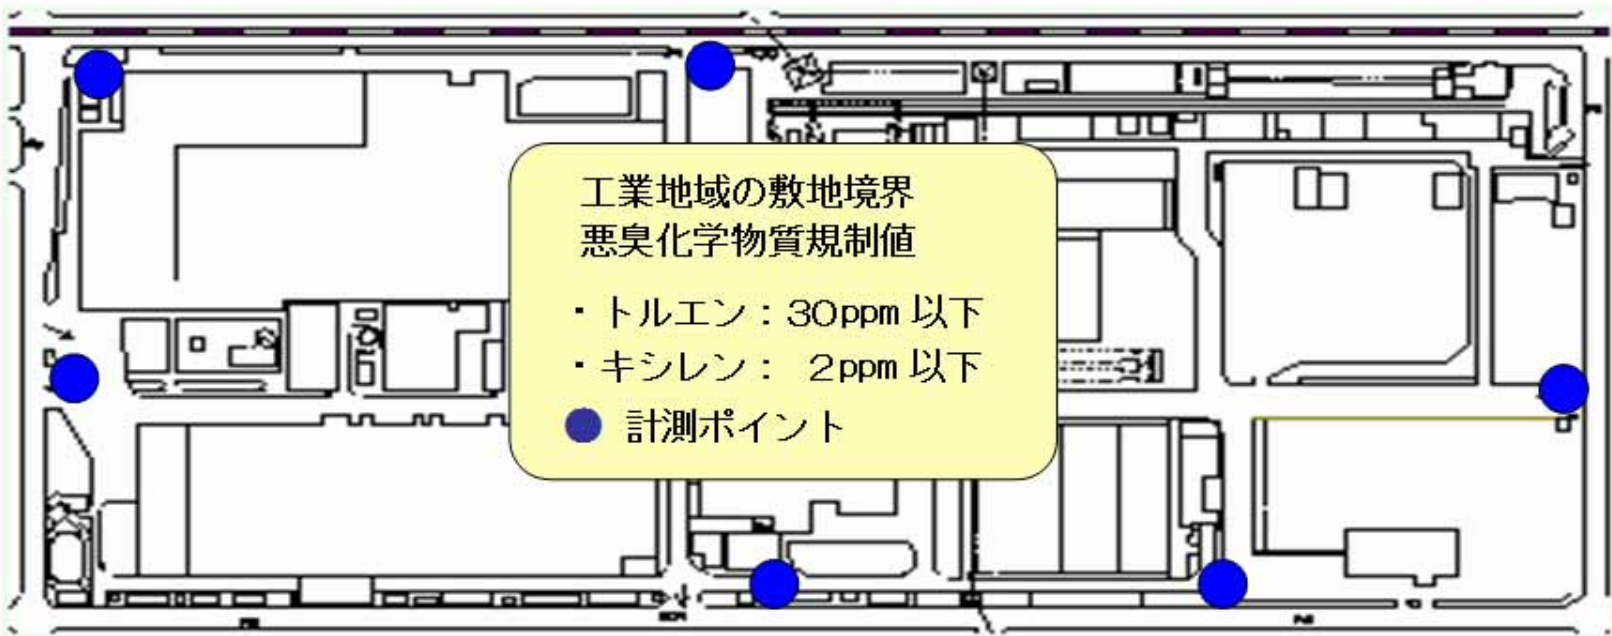 工業地域の敷地境界
悪臭化学物質規制値
・トルエン：30ppm 以下
・キシレン： 2ppm 以下
計測ポイント